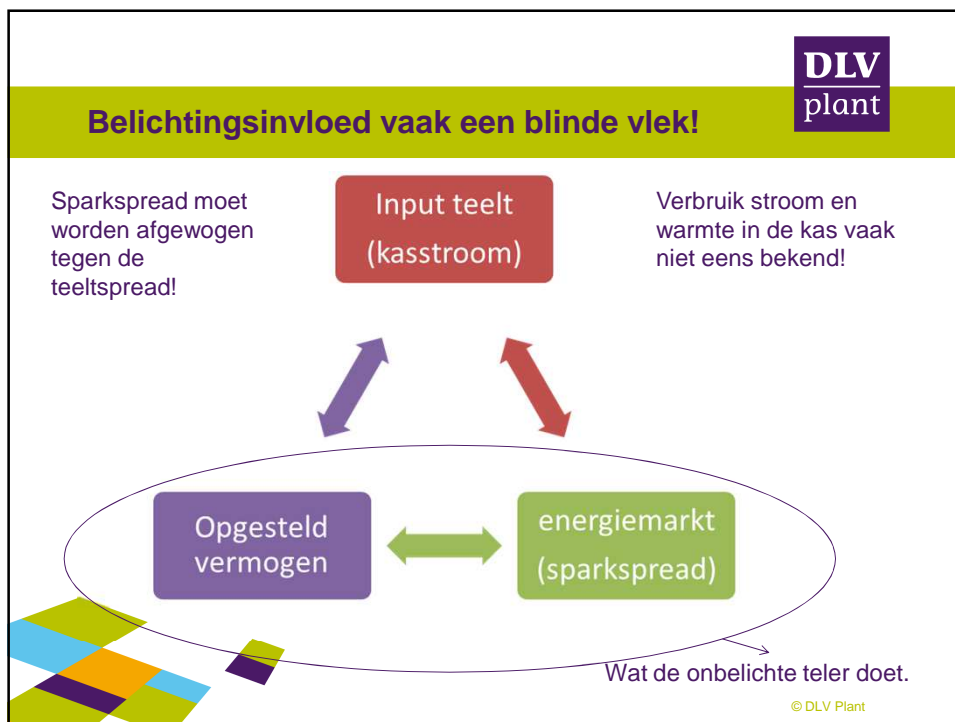 DLV
plant
Belichtingsinvloed vaak een blinde vlek!
Sparkspread moet
worden afgewogen
tegen de
teeltspread!
Input teelt
(kasstroom)
Verbruik stroom en
warmte in de kas vaak
niet eens bekend!
Opgesteld
vermogen
energiemarkt
(sparkspread)
Wat de onbelichte teler doet.
© DLV Plant